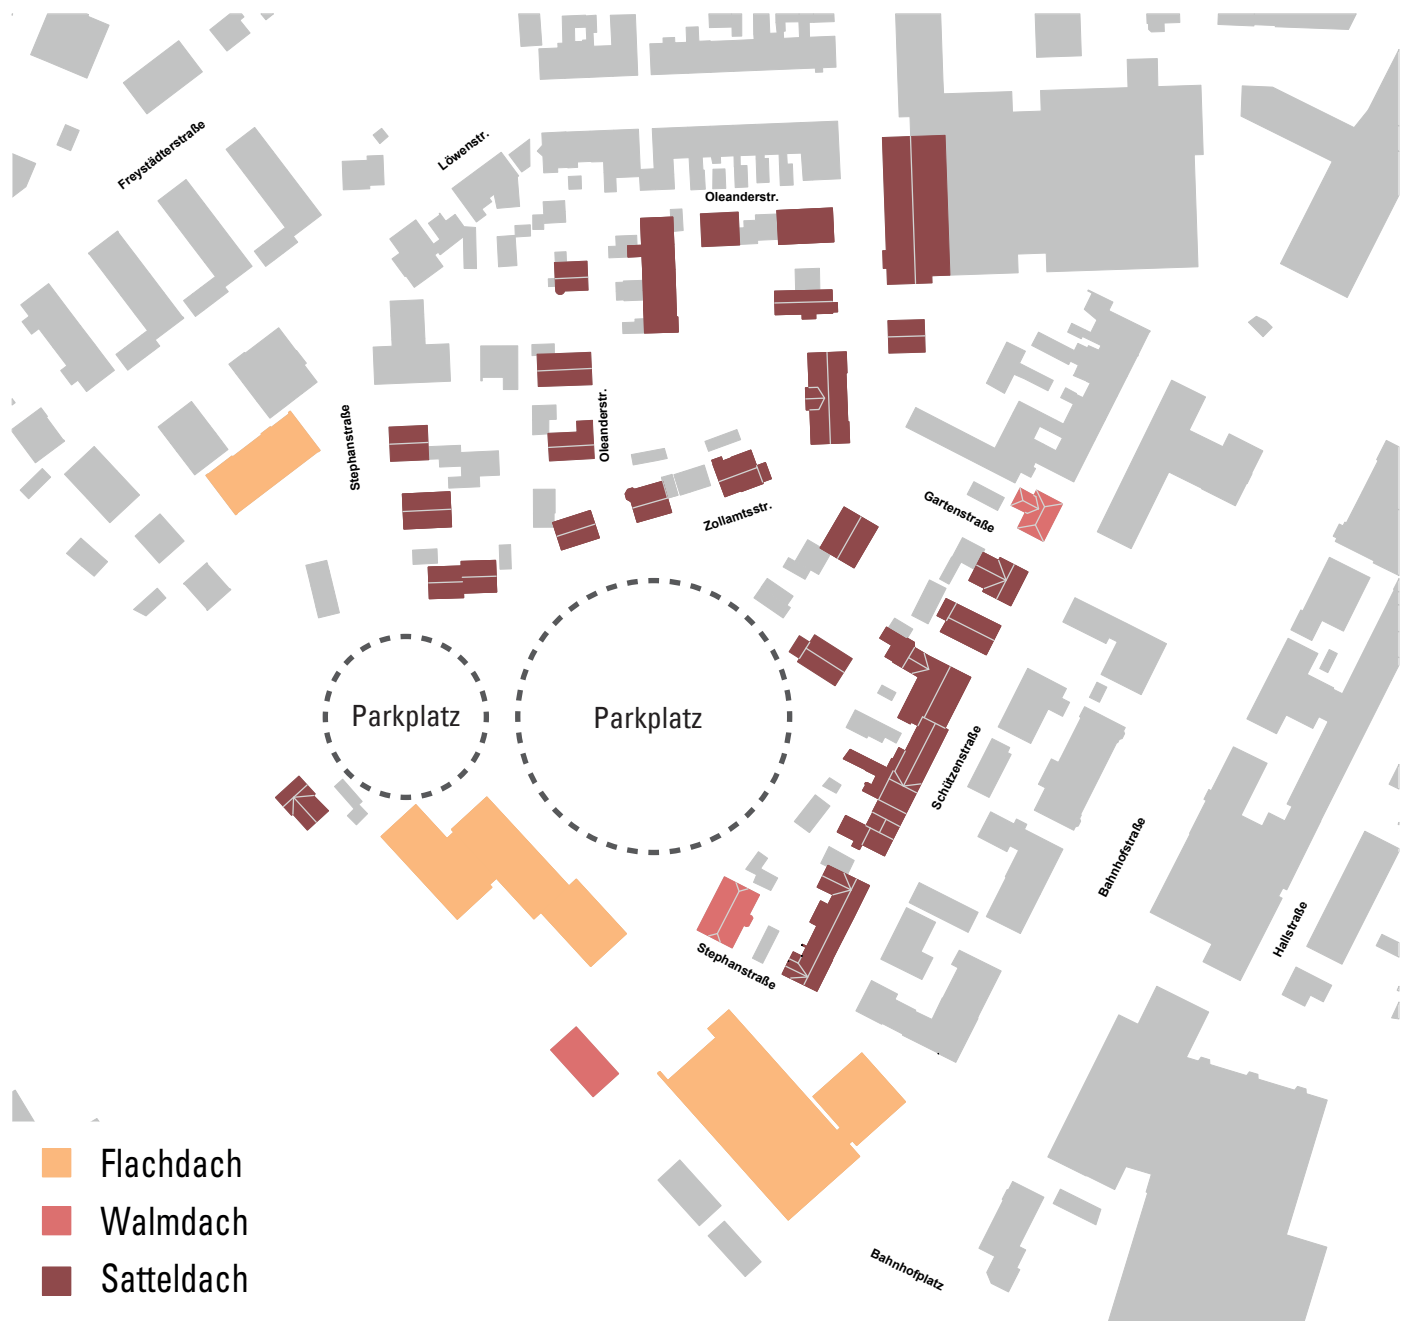 Freystädterstraße
Löwenstr.
Oleanderstr.
Stephanstraße
Oleanderstr.
Zollamtsstr.
Gartenstraße
Parkplatz
Parkplatz
Schützenstraße
Bahnhofstraße
Hallstraße
Stephanstraße
Bahnhofplatz
Flachdach
Walmdach
Satteldach